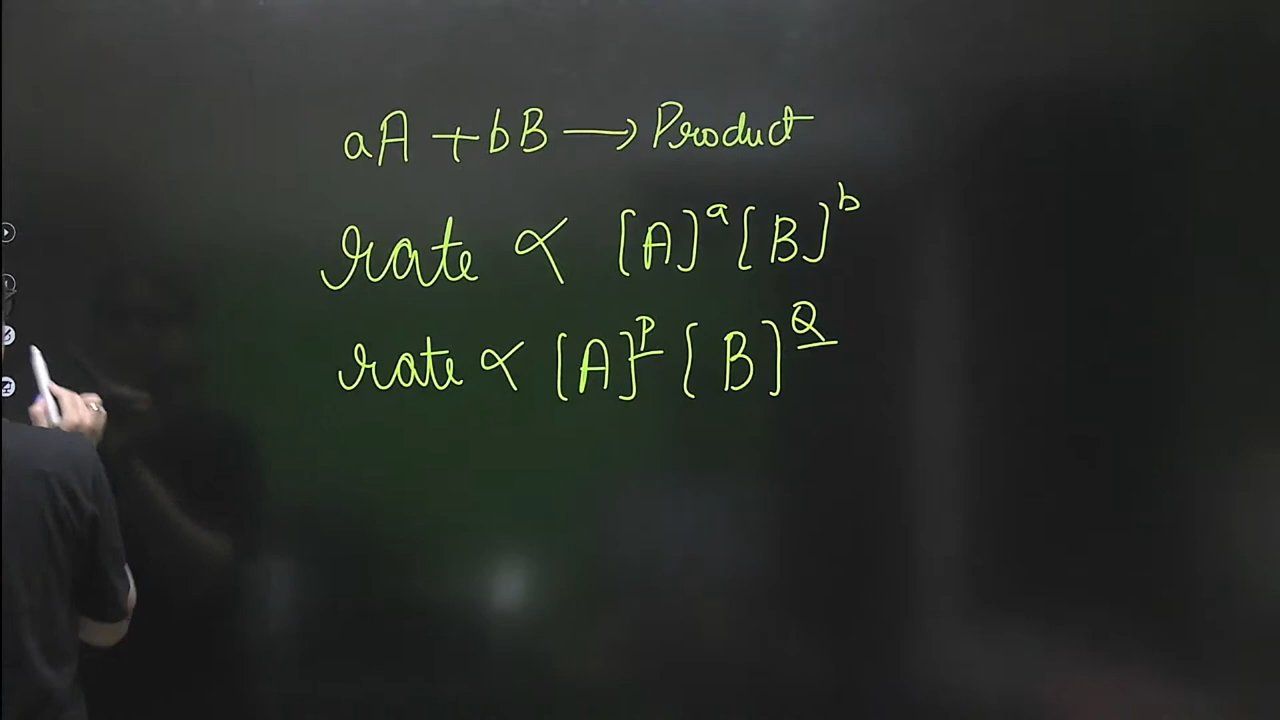 aA + bB ⟶ Product
rate ∝ [A]^a [B]^b
rate ∝ [A]^P [B]^Q